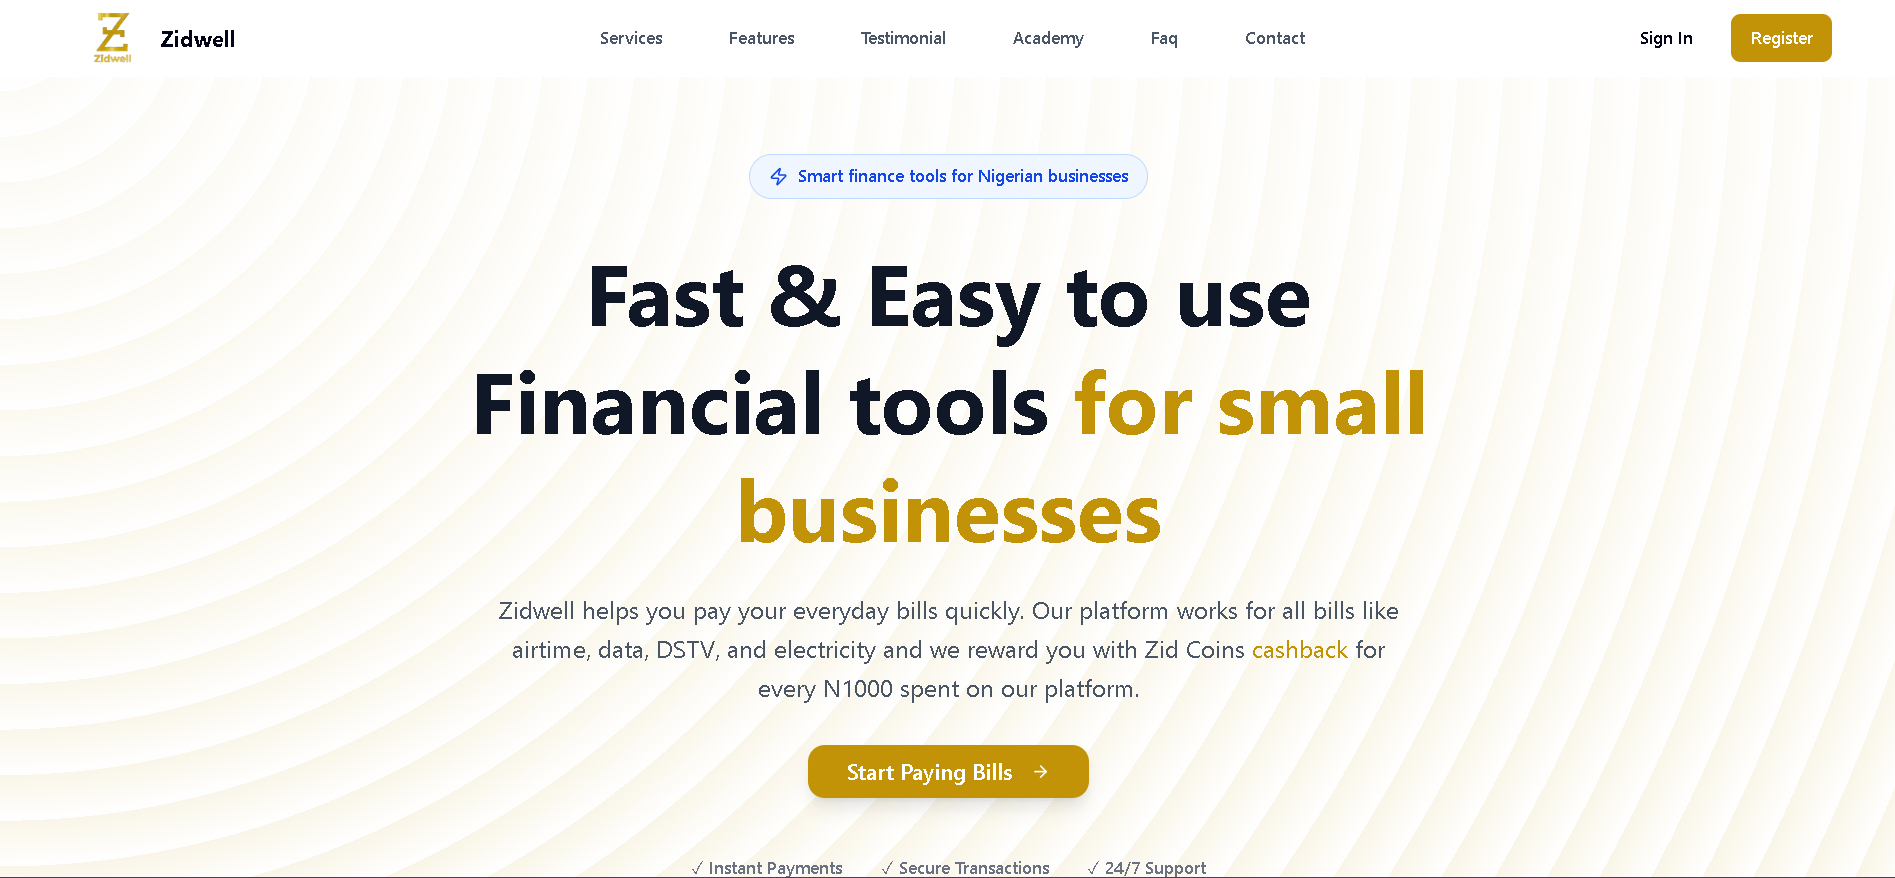 Zidwell
Zidwell
Services
Features
Testimonial
Academy
Faq
Contact
Sign In
Register
Smart finance tools for Nigerian businesses
Fast & Easy to use
Financial tools for small
businesses
Zidwell helps you pay your everyday bills quickly. Our platform works for all bills like
airtime, data, DSTV, and electricity and we reward you with Zid Coins cashback for
every N1000 spent on our platform.
Start Paying Bills →
✓ Instant Payments
✓ Secure Transactions
✓ 24/7 Support